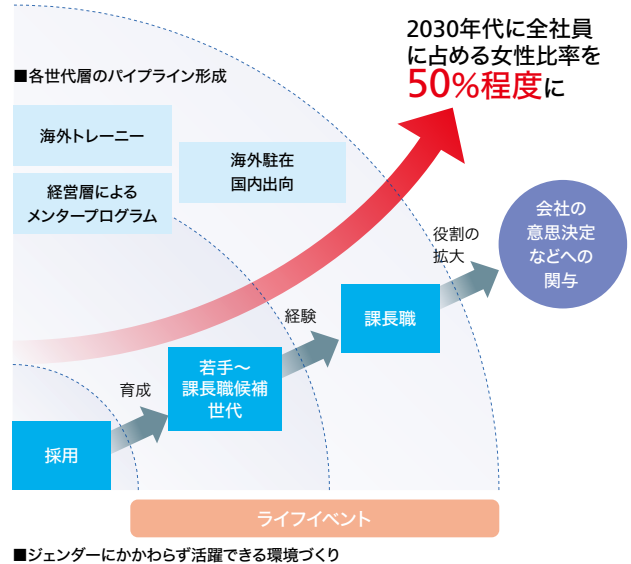 2030年代に全社員
に占める女性比率を
50%程度に
■各世代層のパイプライン形成
海外トレーニー
海外駐在
国内出向
経営層による
メンタープログラム
会社の
意思決定
などへの
関与
役割の
拡大
課長職
経験
若手～
課長職候補
世代
育成
採用
ライフイベント
■ジェンダーにかかわらず活躍できる環境づくり